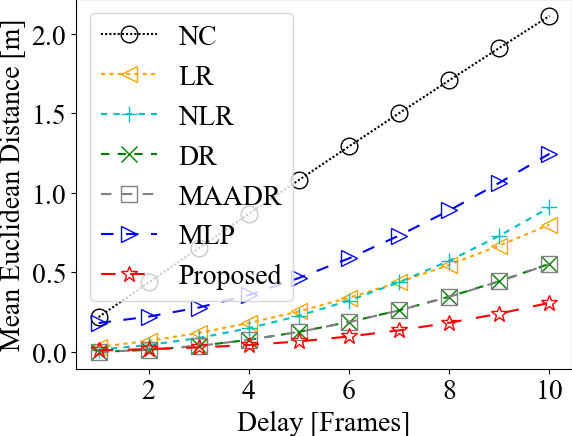 Mean Euclidean Distance [m]
2.0
1.5
1.0
0.5
0.0
NC
LR
NLR
DR
MAADR
MLP
Proposed
2 4 6 8 10
Delay [Frames]